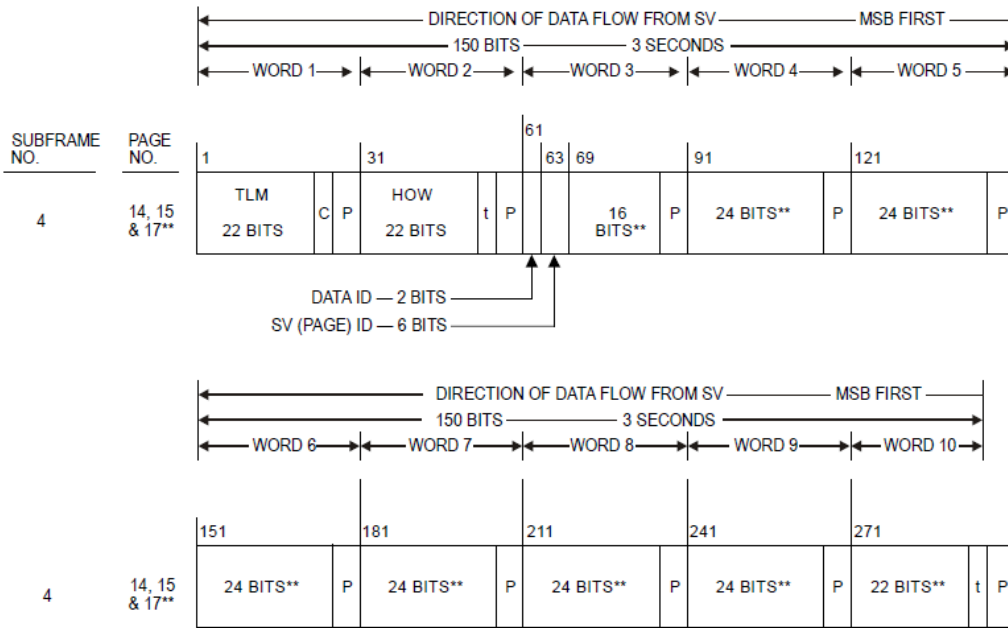 DIRECTION OF DATA FLOW FROM SV MSB FIRST
150 BITS 3 SECONDS
WORD 1 WORD 2 WORD 3 WORD 4 WORD 5
SUBFRAME NO.
PAGE NO.
1 31 61 63 69 91 121
4
14, 15 & 17**
TLM
22 BITS
C
P
HOW
22 BITS
t
P
16 BITS**
P
24 BITS**
P
24 BITS**
P
DATA ID — 2 BITS
SV (PAGE) ID — 6 BITS
DIRECTION OF DATA FLOW FROM SV MSB FIRST
150 BITS 3 SECONDS
WORD 6 WORD 7 WORD 8 WORD 9 WORD 10
151 181 211 241 271
4
14, 15 & 17**
24 BITS** P 24 BITS** P 24 BITS** P 24 BITS** P 22 BITS** t P